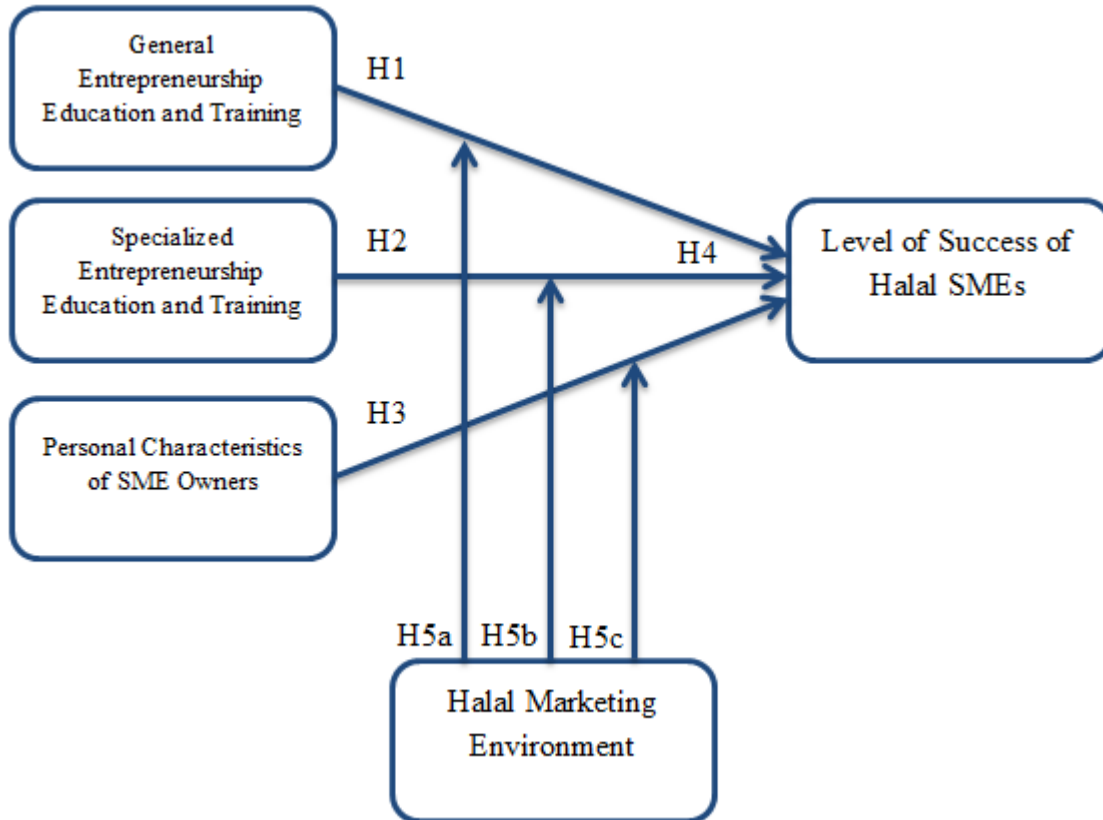 General
Entrepreneurship
Education and Training
H1
Specialized
Entrepreneurship
Education and Training
H2
H4
Level of Success of
Halal SMEs
Personal Characteristics
of SME Owners
H3
H5a
H5b
H5c
Halal Marketing
Environment